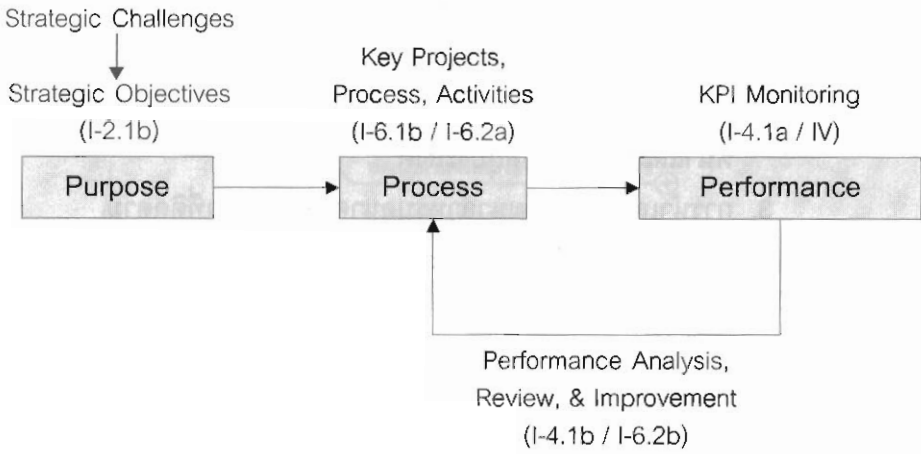 Strategic Challenges
Strategic Objectives
(I-2.1b)
Purpose
Key Projects,
Process, Activities
(I-6.1b / I-6.2a)
Process
KPI Monitoring
(I-4.1a / IV)
Performance
Performance Analysis,
Review, & Improvement
(I-4.1b / I-6.2b)